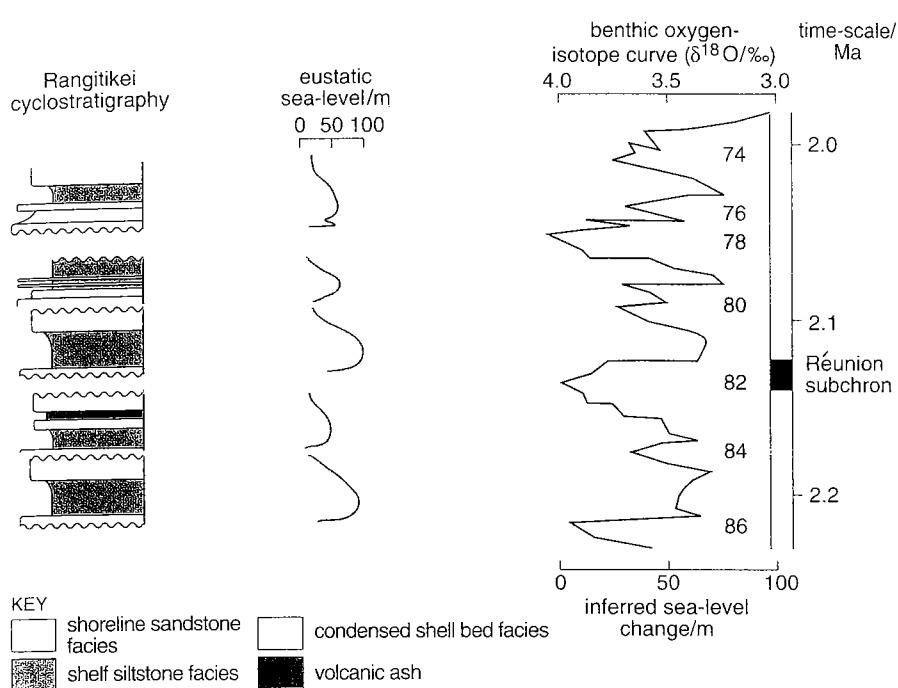 Rangitikei
cyclostratigraphy
eustatic
sea-level/m
0 50 100
benthic oxygen-
isotope curve (δ¹⁸O/‰)
4.0 3.5 3.0
time-scale/
Ma
74
76
78
80
82
84
86
2.0
2.1
Réunion
subchron
2.2
0 50 100
inferred sea-level
change/m
KEY
shoreline sandstone
facies
condensed shell bed facies
shelf siltstone facies
volcanic ash